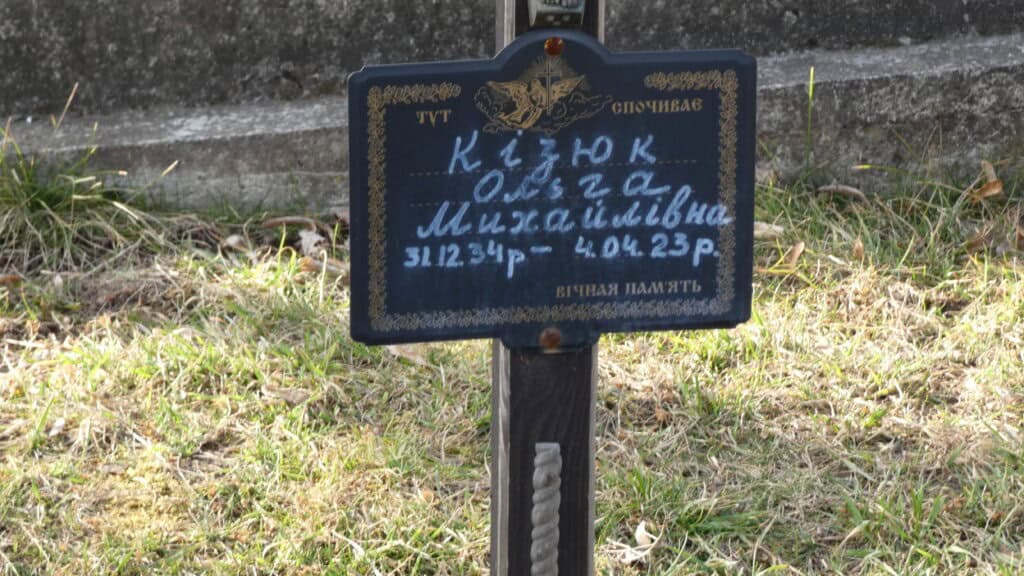 ТУТ СПОЧИВАЄ
Кізюк
Ольга
Михайлівна
31.12.34р – 4.04.23р.
ВІЧНАЯ ПАМ'ЯТЬ